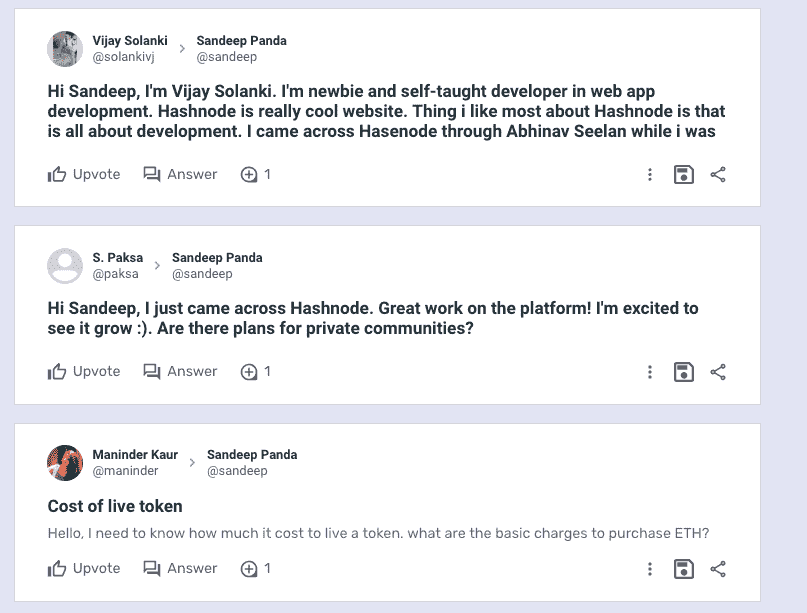 Vijay Solanki > Sandeep Panda
@solankivj @sandeep
Hi Sandeep, I'm Vijay Solanki. I'm newbie and self-taught developer in web app
development. Hashnode is really cool website. Thing i like most about Hashnode is that
is all about development. I came across Hasenode through Abhinav Seelan while i was
Upvote Answer 1
S. Paksa > Sandeep Panda
@paksa @sandeep
Hi Sandeep, I just came across Hashnode. Great work on the platform! I'm excited to
see it grow :). Are there plans for private communities?
Upvote Answer 1
Maninder Kaur > Sandeep Panda
@maninder @sandeep
Cost of live token
Hello, I need to know how much it cost to live a token. what are the basic charges to purchase ETH?
Upvote Answer 1